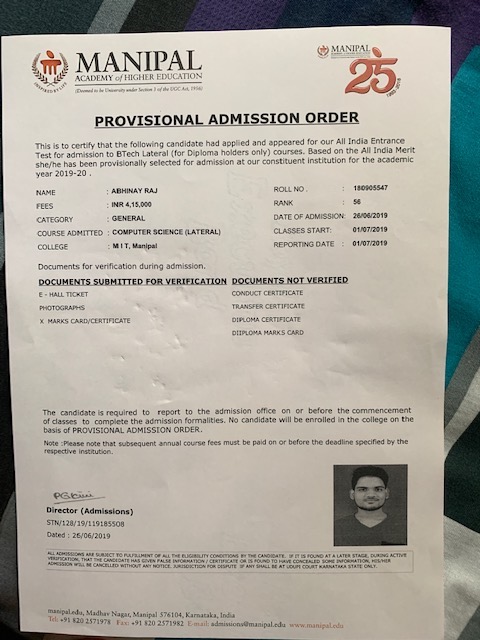 MANIPAL
ACADEMY of HIGHER EDUCATION
(Deemed to be University under Section 3 of the UGC Act, 1956)
INSPIRED BY LIFE
MANIPAL
25
1993-2018
PROVISIONAL ADMISSION ORDER
This is to certify that the following candidate had applied and appeared for our All India Entrance
Test for admission to BTech Lateral (for Diploma holders only) courses. Based on the All India Merit
she/he has been provisionally selected for admission at our constituent institution for the academic
year 2019-20 .
NAME : ABHINAY RAJ ROLL NO . : 180905547
FEES : INR 4,15,000 RANK : 56
CATEGORY : GENERAL DATE OF ADMISSION: 26/06/2019
COURSE ADMITTED : COMPUTER SCIENCE (LATERAL) CLASSES START: 01/07/2019
COLLEGE : M I T, Manipal REPORTING DATE : 01/07/2019
Documents for verification during admission.
DOCUMENTS SUBMITTED FOR VERIFICATION DOCUMENTS NOT VERIFIED
E - HALL TICKET CONDUCT CERTIFICATE
PHOTOGRAPHS TRANSFER CERTIFICATE
X MARKS CARD/CERTIFICATE DIPLOMA CERTIFICATE
DIIPLOMA MARKS CARD
The candidate is required to report to the admission office on or before the commencement
of classes to complete the admission formalities. No candidate will be enrolled in the college on the
basis of PROVISIONAL ADMISSION ORDER.
Note :Please note that subsequent annual course fees must be paid on or before the deadline specified by the
respective institution.
Director (Admissions)
STN/128/19/119185508
Dated : 26/06/2019
ALL ADMISSIONS ARE SUBJECT TO FULFILLMENT OF ALL THE ELIGIBILITY CONDITIONS BY THE CANDIDATE. IF IT IS FOUND AT A LATER STAGE, DURING ACTIVE
VERIFICATION, THAT THE CANDIDATE HAS GIVEN FALSE INFORMATION / CERTIFICATE OR IS FOUND TO HAVE CONCEALED SOME INFORMATION, HIS/HER
ADMISSION WILL BE CANCELLED WITHOUT ANY NOTICE. JURISDICTION FOR DISPUTE IF ANY SHALL BE AT UDUPI COURT KARNATAKA STATE ONLY.
manipal.edu, Madhav Nagar, Manipal 576104, Karnataka, India
Tel: +91 820 2571978 Fax: +91 820 2571982 E-mail: admissions@manipal.edu www.manipal.edu